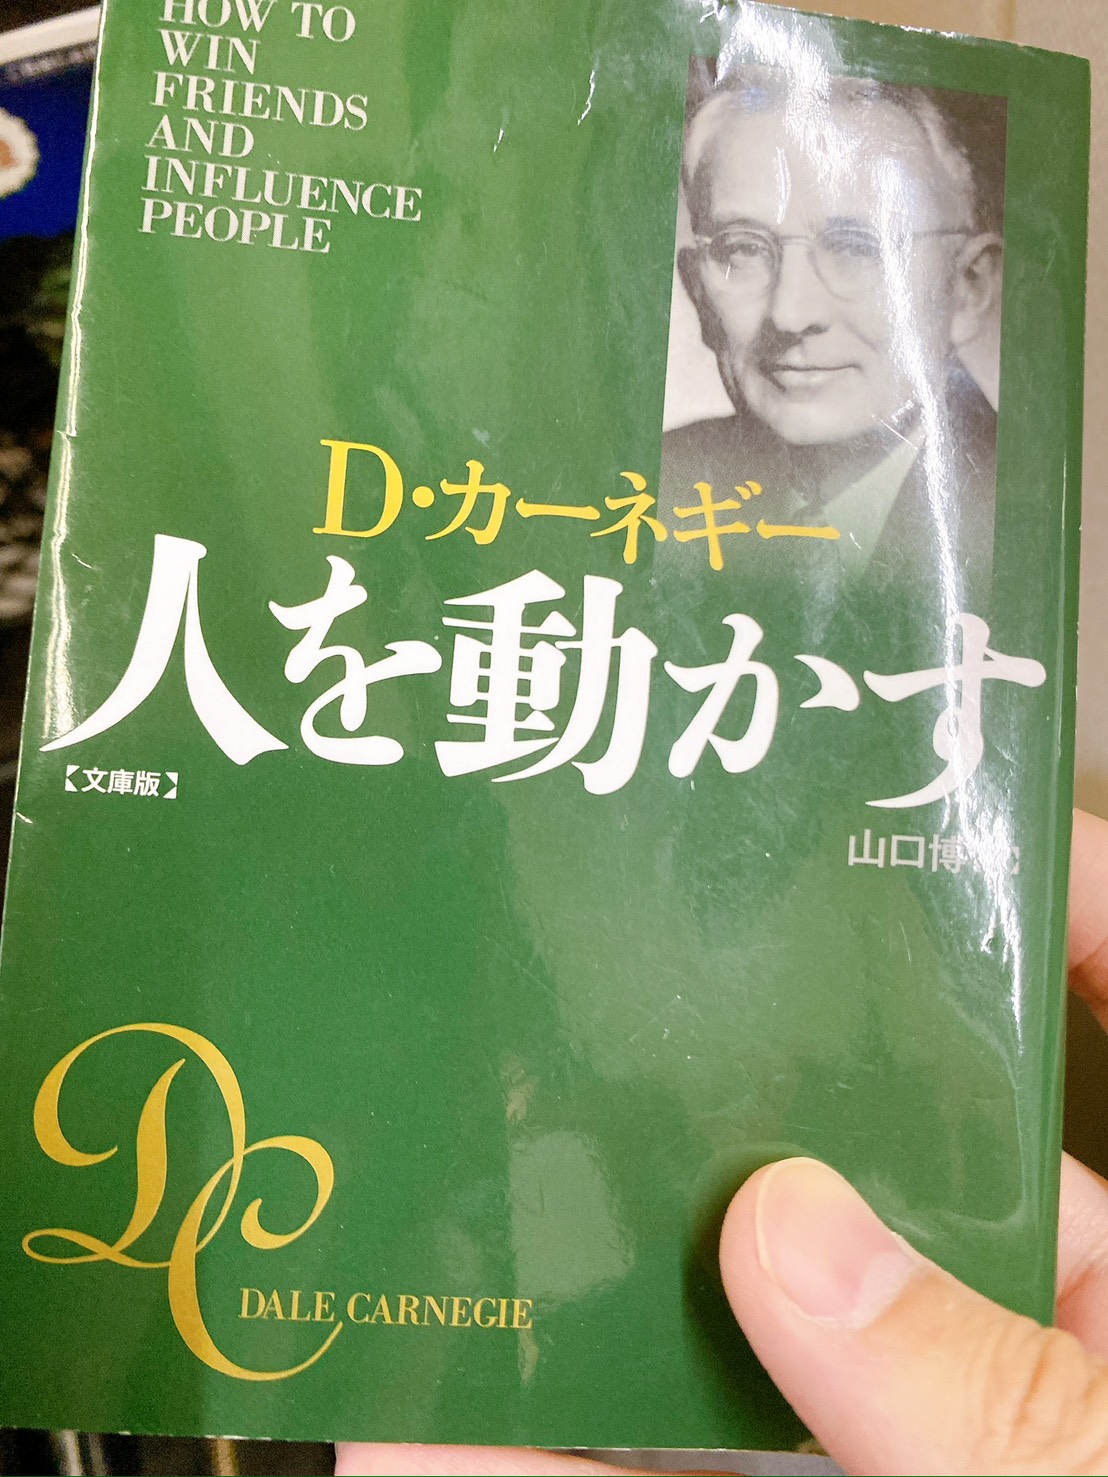 HOW TO
WIN
FRIENDS
AND
INFLUENCE
PEOPLE
D・カーネギー
人を動かす
【文庫版】
山口博
DALE CARNEGIE